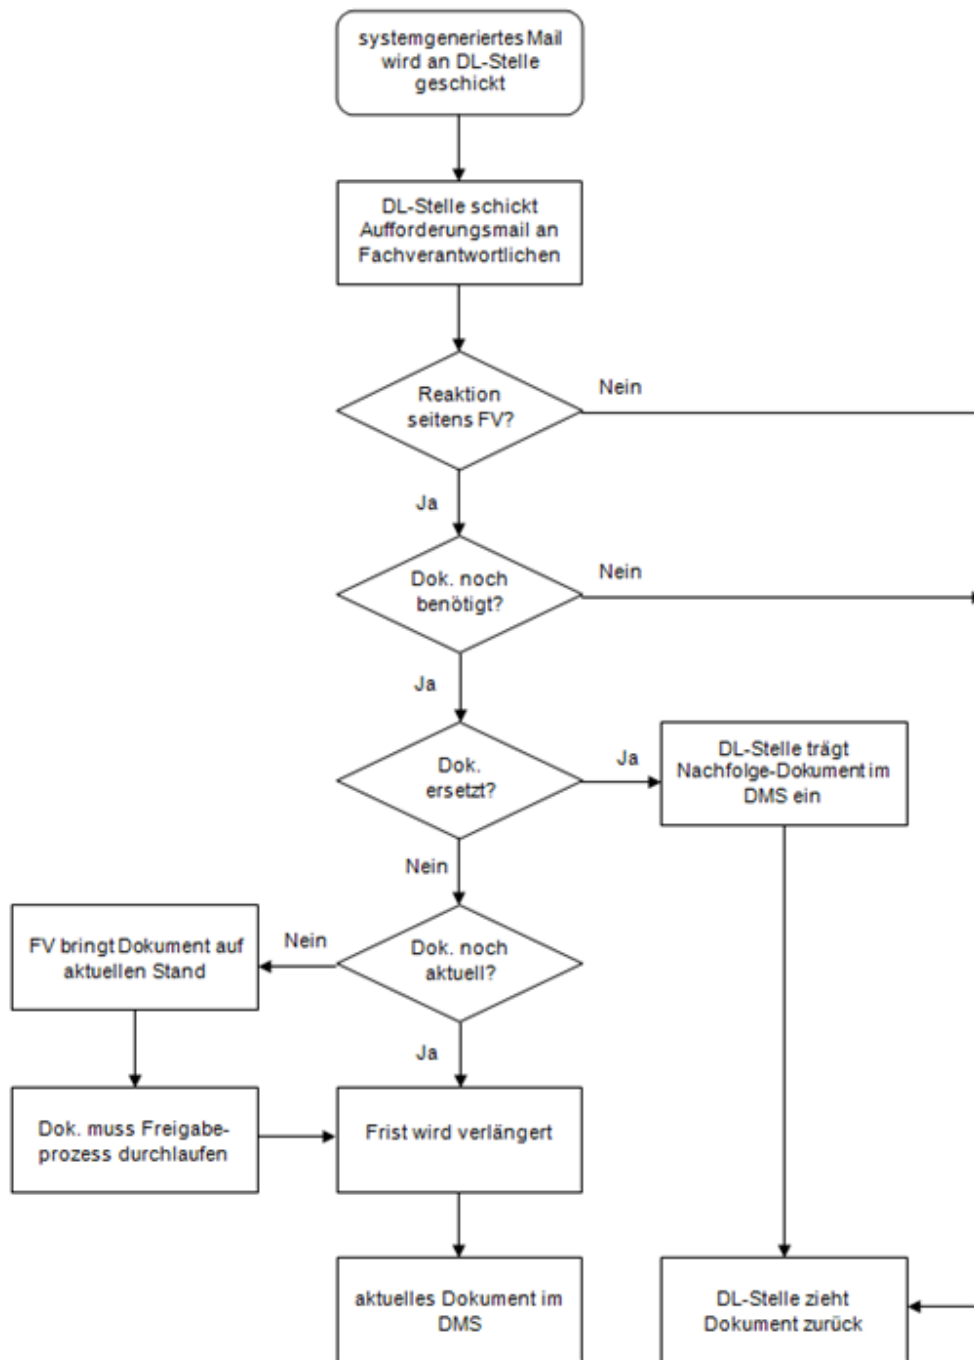 systemgeneriertes Mail
wird an DL-Stelle
geschickt
DL-Stelle schickt
Aufforderungsmail an
Fachverantwortlichen
Reaktion
seitens FV?
Nein
Ja
Dok. noch
benötigt?
Nein
Ja
Dok.
ersetzt?
Ja
DL-Stelle trägt
Nachfolge-Dokument im
DMS ein
Nein
FV bringt Dokument auf
aktuellen Stand
Nein
Dok. noch
aktuell?
Ja
Dok. muss Freigabe-
prozess durchlaufen
Frist wird verlängert
aktuelles Dokument im
DMS
DL-Stelle zieht
Dokument zurück